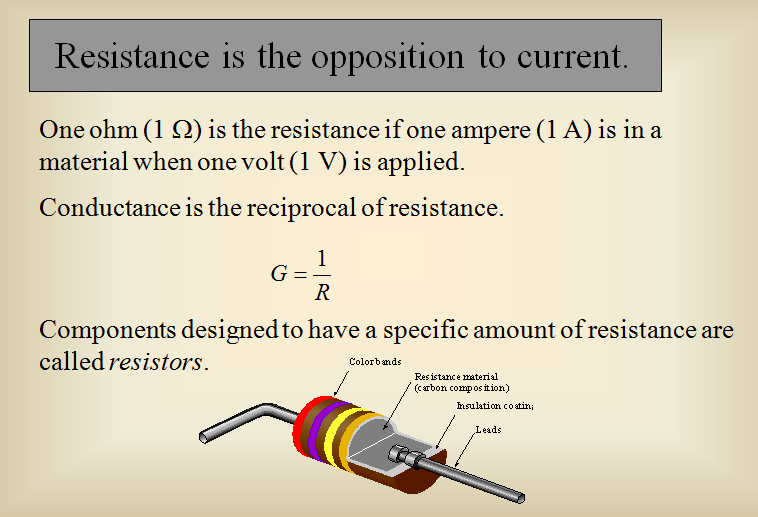 Resistance is the opposition to current.
One ohm (1 Ω) is the resistance if one ampere (1 A) is in a
material when one volt (1 V) is applied.
Conductance is the reciprocal of resistance.
G = 1/R
Components designed to have a specific amount of resistance are
called resistors.
Color bands
Resistance material
(carbon composition)
Insulation coatin;
Leads